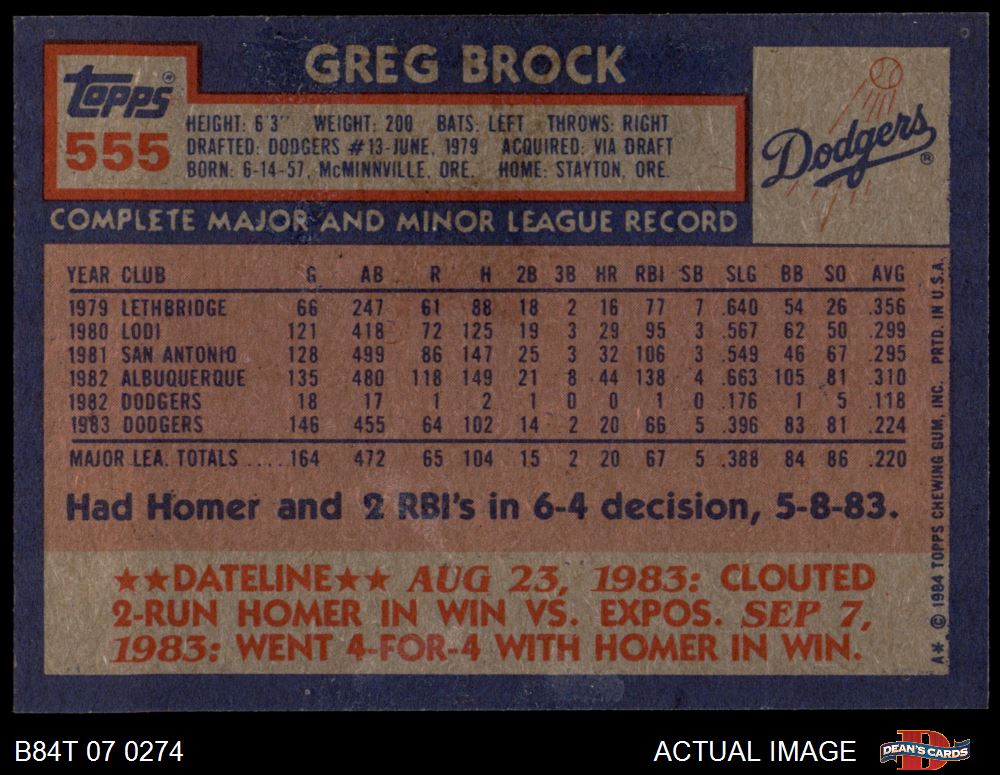 GREG BROCK
Topps®
555
HEIGHT: 6'3" WEIGHT: 200 BATS: LEFT THROWS: RIGHT
DRAFTED: DODGERS #13-JUNE, 1979 ACQUIRED: VIA DRAFT
BORN: 6-14-57, McMINNVILLE, ORE. HOME: STAYTON, ORE.
Dodgers®
COMPLETE MAJOR AND MINOR LEAGUE RECORD
YEAR CLUB G AB R H 2B 3B HR RBI SB SLG BB SO AVG
1979 LETHBRIDGE 66 247 61 88 18 2 16 77 7 .640 54 26 .356
1980 LODI 121 418 72 125 19 3 29 95 3 .567 62 50 .299
1981 SAN ANTONIO 128 499 86 147 25 3 32 106 3 .549 46 67 .295
1982 ALBUQUERQUE 135 480 118 149 21 8 44 138 4 .663 105 81 .310
1982 DODGERS 18 17 1 2 1 0 0 1 0 .176 1 5 .118
1983 DODGERS 146 455 64 102 14 2 20 66 5 .396 83 81 .224
MAJOR LEA. TOTALS ....164 472 65 104 15 2 20 67 5 .388 84 86 .220
Had Homer and 2 RBI's in 6-4 decision, 5-8-83.
★★DATELINE★★ AUG 23, 1983: CLOUTED
2-RUN HOMER IN WIN VS. EXPOS. SEP 7,
1983: WENT 4-FOR-4 WITH HOMER IN WIN.
A* © 1984 TOPPS CHEWING GUM, INC. PRTD. IN U.S.A.
B84T 07 0274
ACTUAL IMAGE
D
DEAN'S CARDS